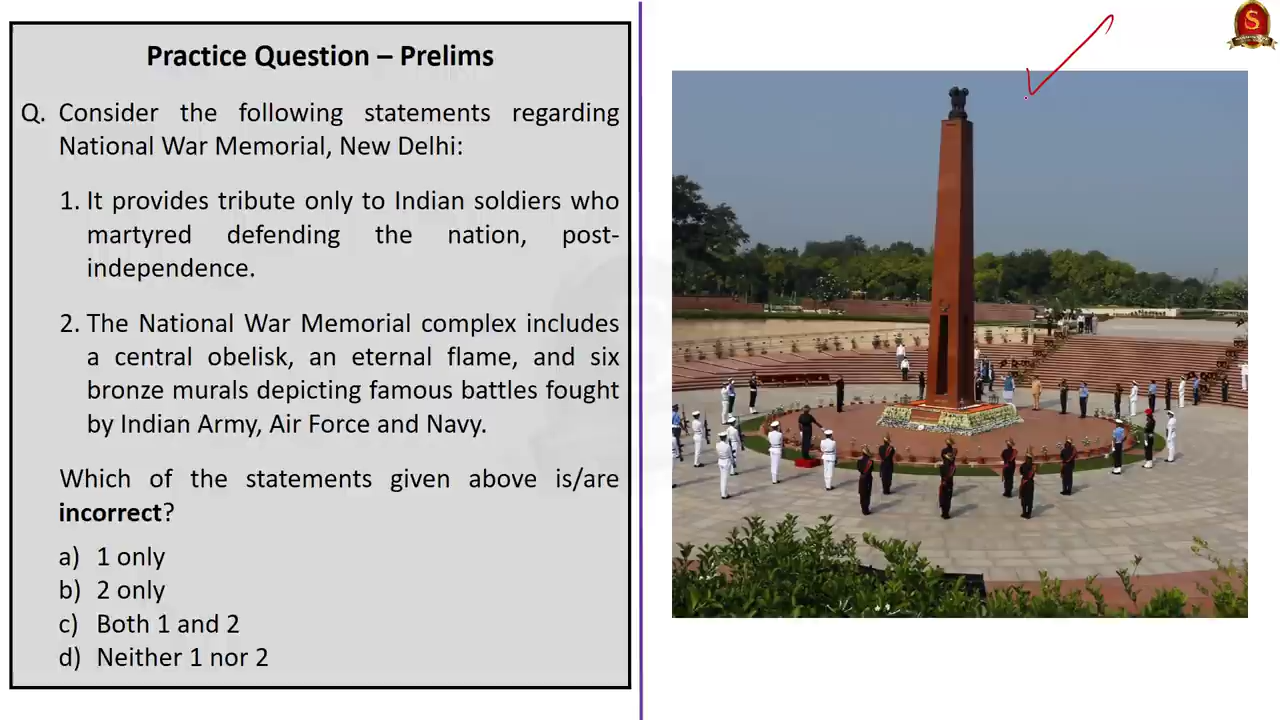 Practice Question – Prelims
Q. Consider the following statements regarding
National War Memorial, New Delhi:
1. It provides tribute only to Indian soldiers who
martyred defending the nation, post-
independence.
2. The National War Memorial complex includes
a central obelisk, an eternal flame, and six
bronze murals depicting famous battles fought
by Indian Army, Air Force and Navy.
Which of the statements given above is/are
incorrect?
a) 1 only
b) 2 only
c) Both 1 and 2
d) Neither 1 nor 2
S